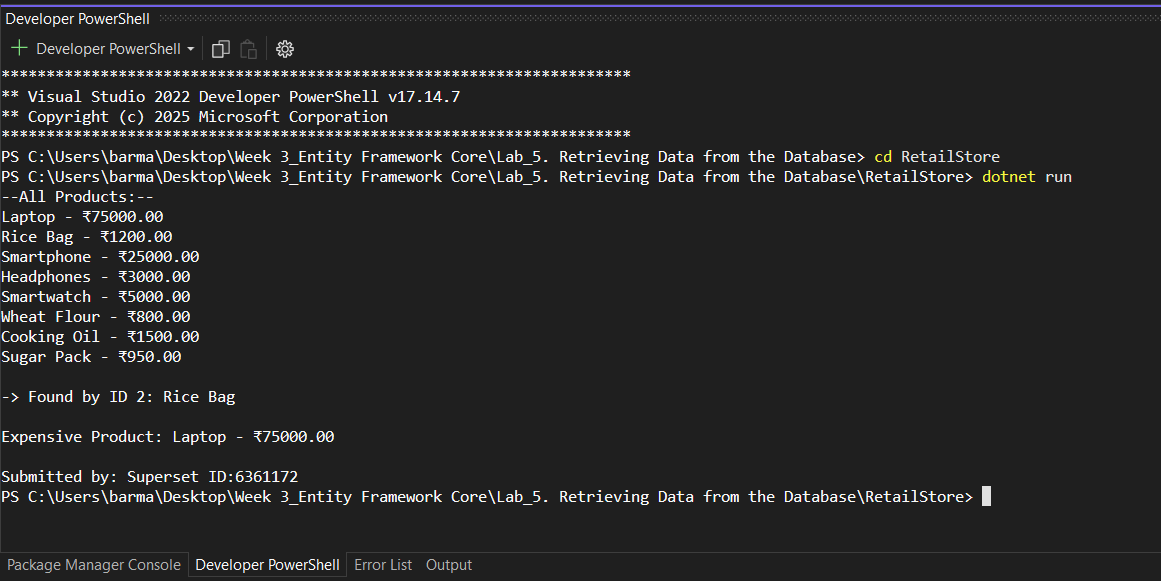 Developer PowerShell
Developer PowerShell
**********************************************************************
** Visual Studio 2022 Developer PowerShell v17.14.7
** Copyright (c) 2025 Microsoft Corporation
**********************************************************************
PS C:\Users\barma\Desktop\Week 3_Entity Framework Core\Lab_5. Retrieving Data from the Database> cd RetailStore
PS C:\Users\barma\Desktop\Week 3_Entity Framework Core\Lab_5. Retrieving Data from the Database\RetailStore> dotnet run
--All Products:--
Laptop - ₹75000.00
Rice Bag - ₹1200.00
Smartphone - ₹25000.00
Headphones - ₹3000.00
Smartwatch - ₹5000.00
Wheat Flour - ₹800.00
Cooking Oil - ₹1500.00
Sugar Pack - ₹950.00
-> Found by ID 2: Rice Bag
Expensive Product: Laptop - ₹75000.00
Submitted by: Superset ID:6361172
PS C:\Users\barma\Desktop\Week 3_Entity Framework Core\Lab_5. Retrieving Data from the Database\RetailStore>
Package Manager Console Developer PowerShell Error List Output